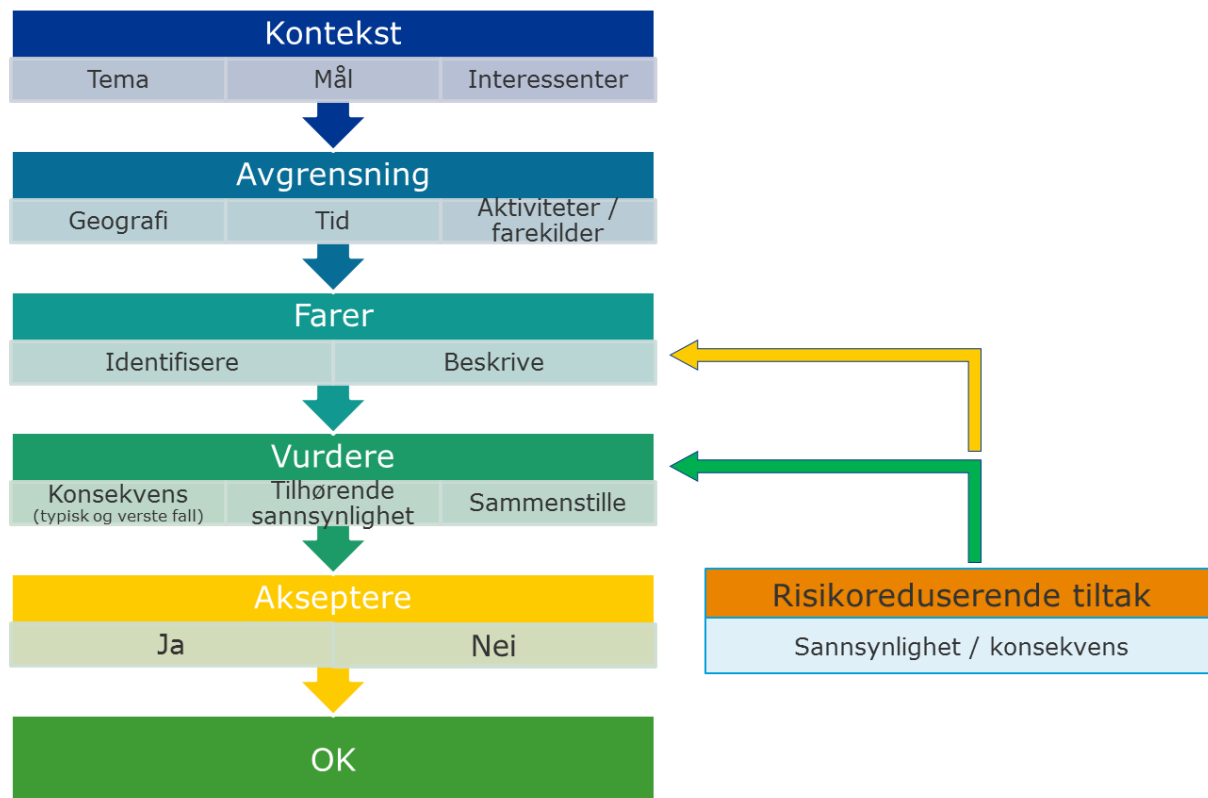 Kontekst
Tema
Mål
Interessenter
Avgrensning
Geografi
Tid
Aktiviteter /
farekilder
Farer
Identifisere
Beskrive
Vurdere
Konsekvens
(typisk og verste fall)
Tilhørende
sannsynlighet
Sammenstille
Akseptere
Ja
Nei
Risikoreduserende tiltak
Sannsynlighet / konsekvens
OK